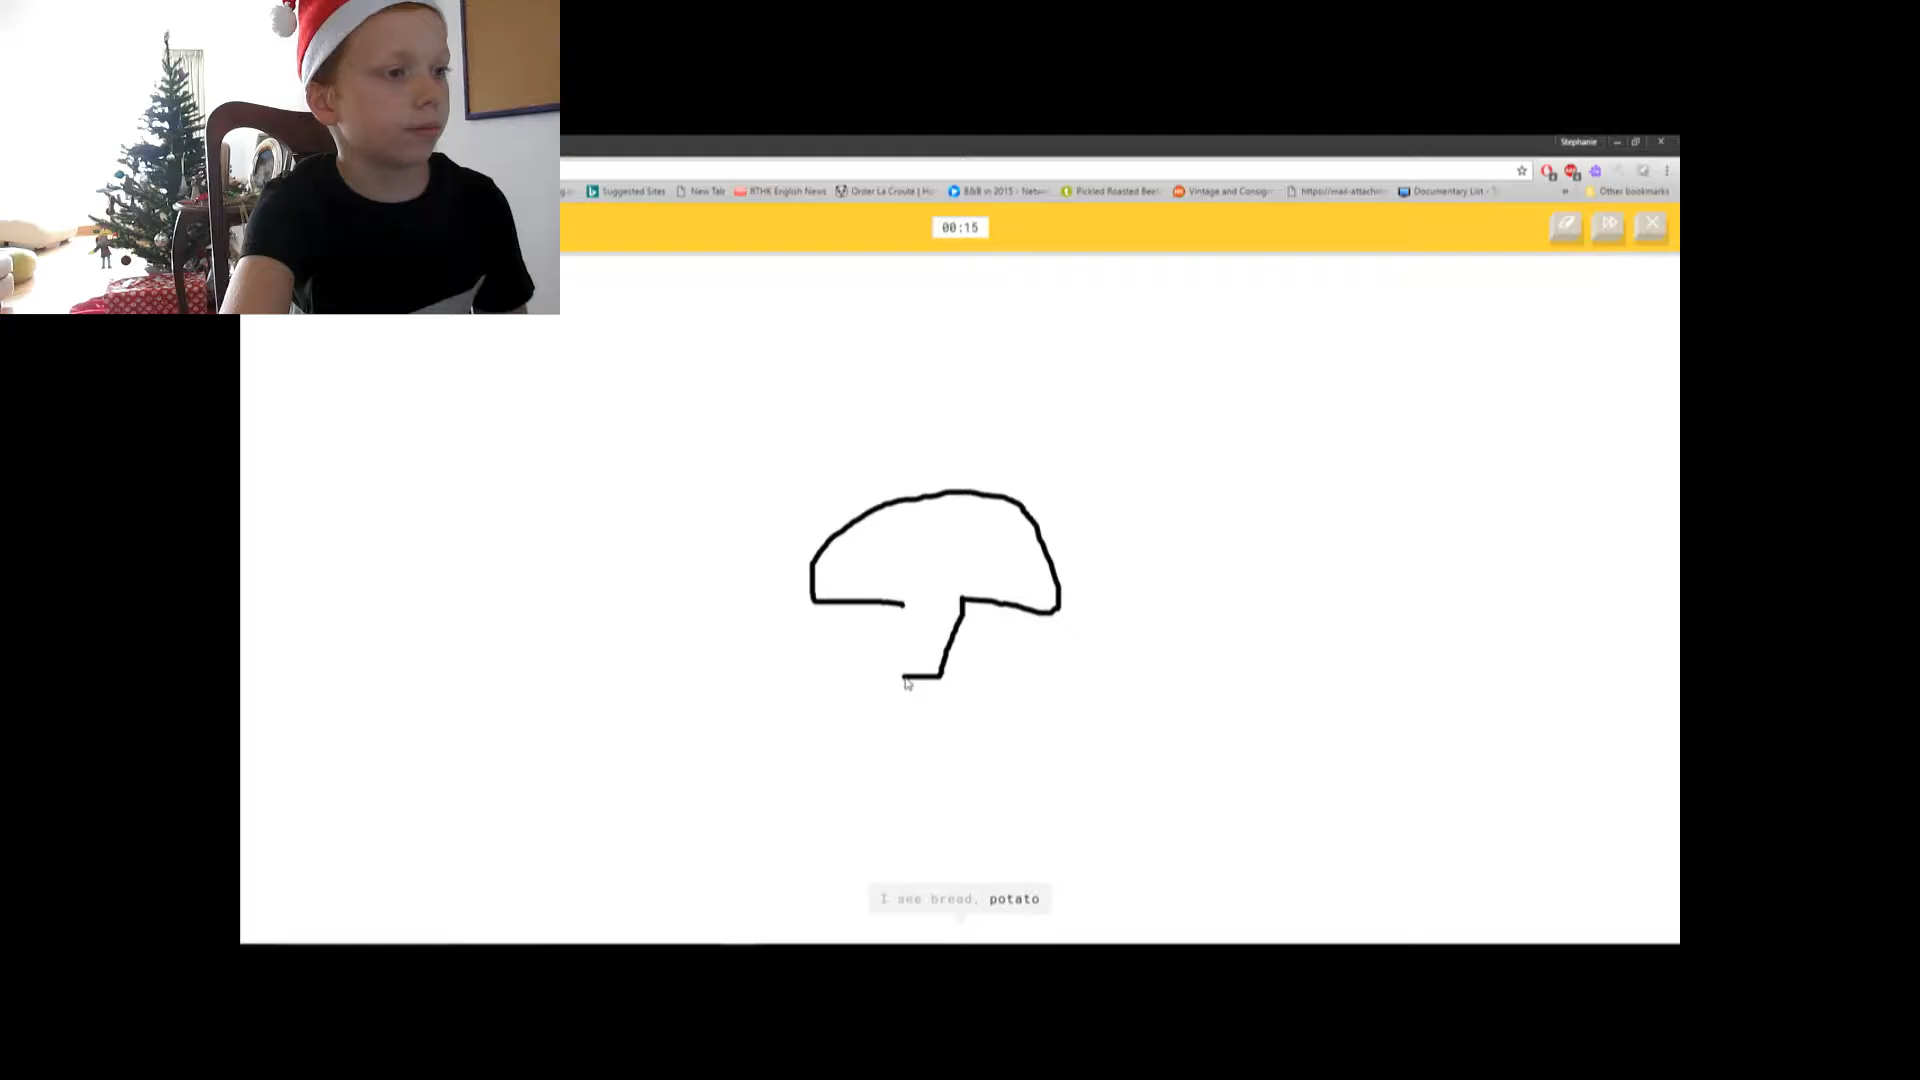 Stephanie
Suggested Sites
New Tab
RTHK English News
Order La Croute | Ho
B&B in 2015 - Netw
Pickled Roasted Beet
Vintage and Consign
https://mail-attachm
Documentary List - T
»
Other bookmarks
00:15
I see bread, potato